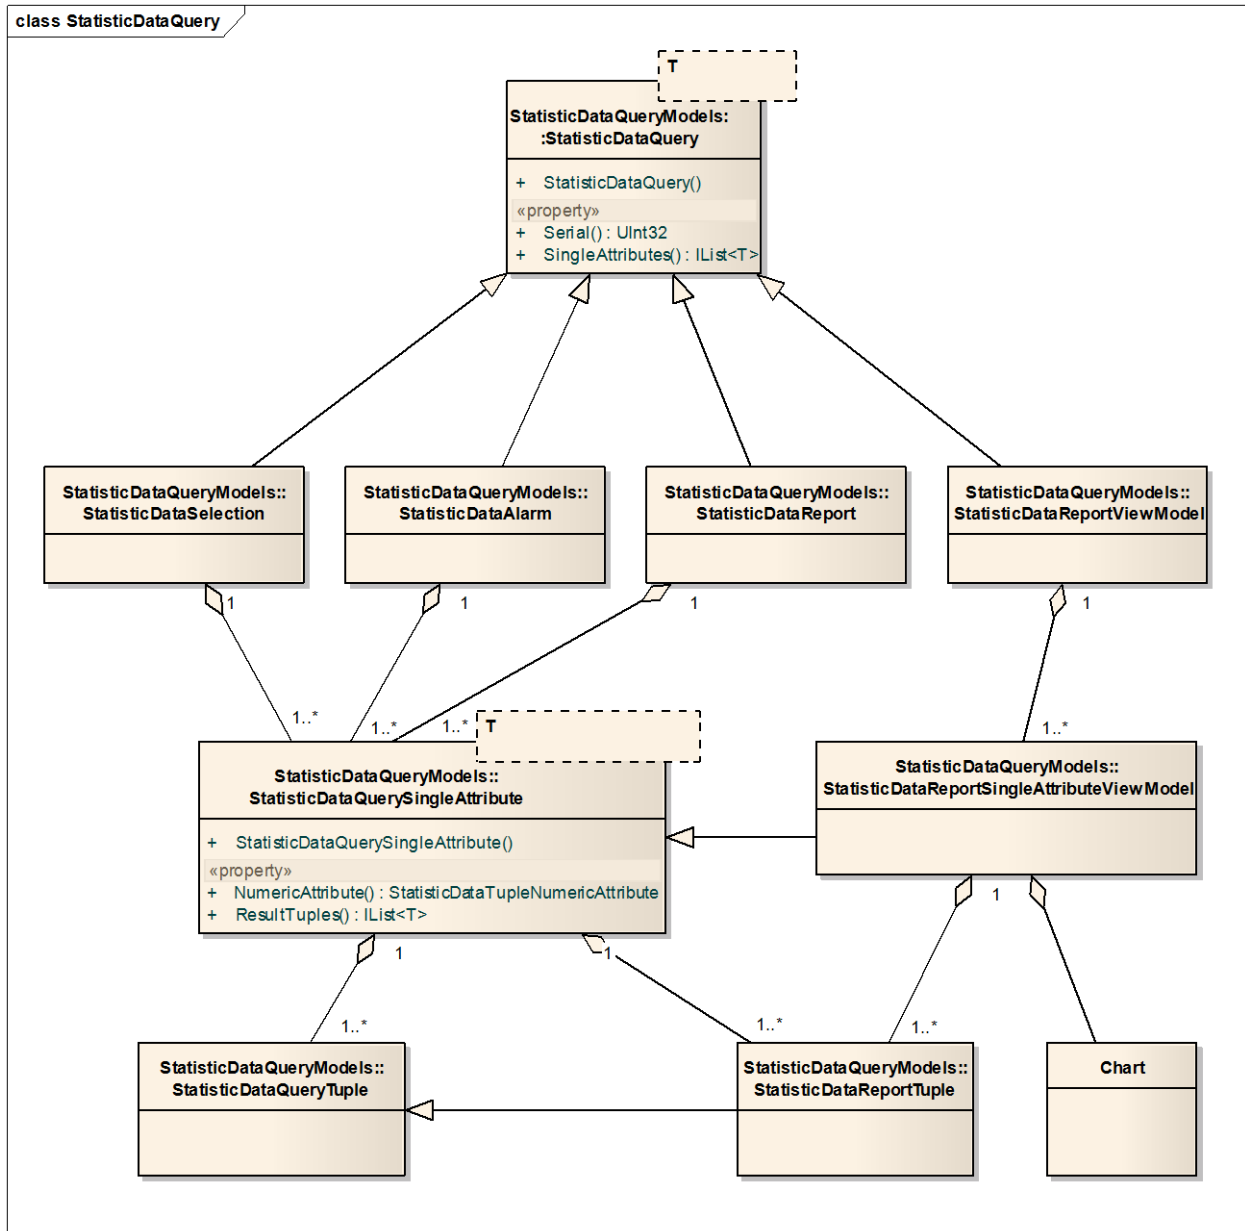 class StatisticDataQuery
T
StatisticDataQueryModels:
:StatisticDataQuery
+ StatisticDataQuery()
«property»
+ Serial() : UInt32
+ SingleAttributes() : IList<T>
StatisticDataQueryModels::
StatisticDataSelection
StatisticDataQueryModels::
StatisticDataAlarm
StatisticDataQueryModels::
StatisticDataReport
StatisticDataQueryModels::
StatisticDataReportViewModel
1
1
1
1
1..*
1..*
1..*
1..*
T
StatisticDataQueryModels::
StatisticDataQuerySingleAttribute
+ StatisticDataQuerySingleAttribute()
«property»
+ NumericAttribute() : StatisticDataTupleNumericAttribute
+ ResultTuples() : IList<T>
StatisticDataQueryModels::
StatisticDataReportSingleAttributeViewModel
1
1
1
1..*
1..*
1..*
StatisticDataQueryModels::
StatisticDataQueryTuple
StatisticDataQueryModels::
StatisticDataReportTuple
Chart